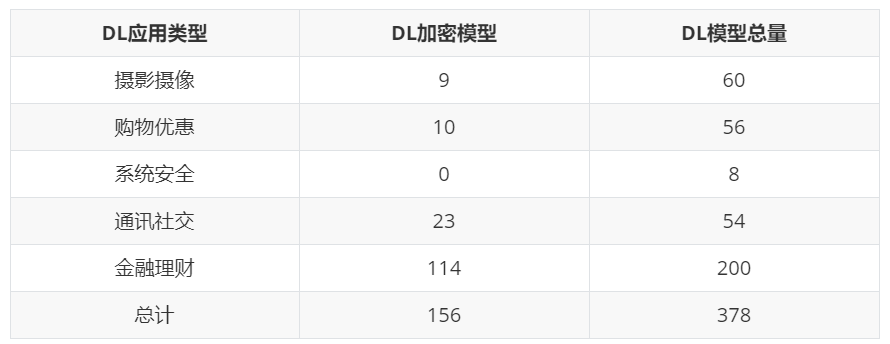 DL应用类型 DL加密模型 DL模型总量
摄影摄像 9 60
购物优惠 10 56
系统安全 0 8
通讯社交 23 54
金融理财 114 200
总计 156 378